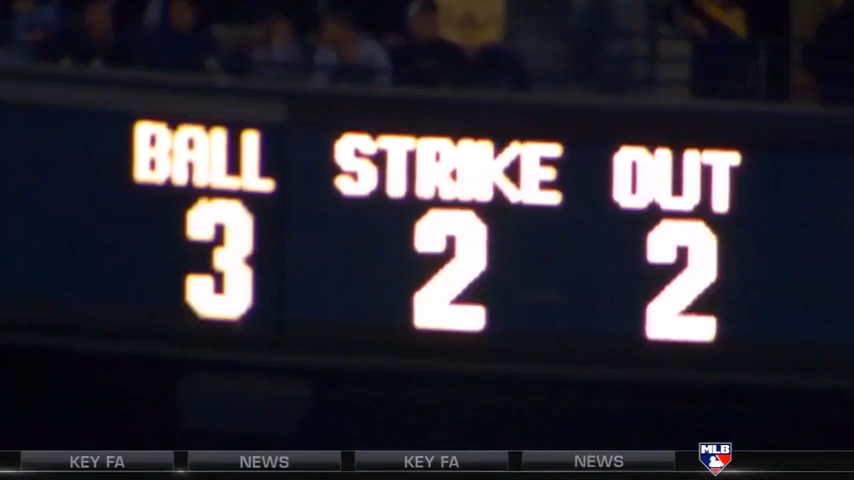 BALL STRIKE OUT
3 2 2
KEY FA NEWS KEY FA NEWS MLB